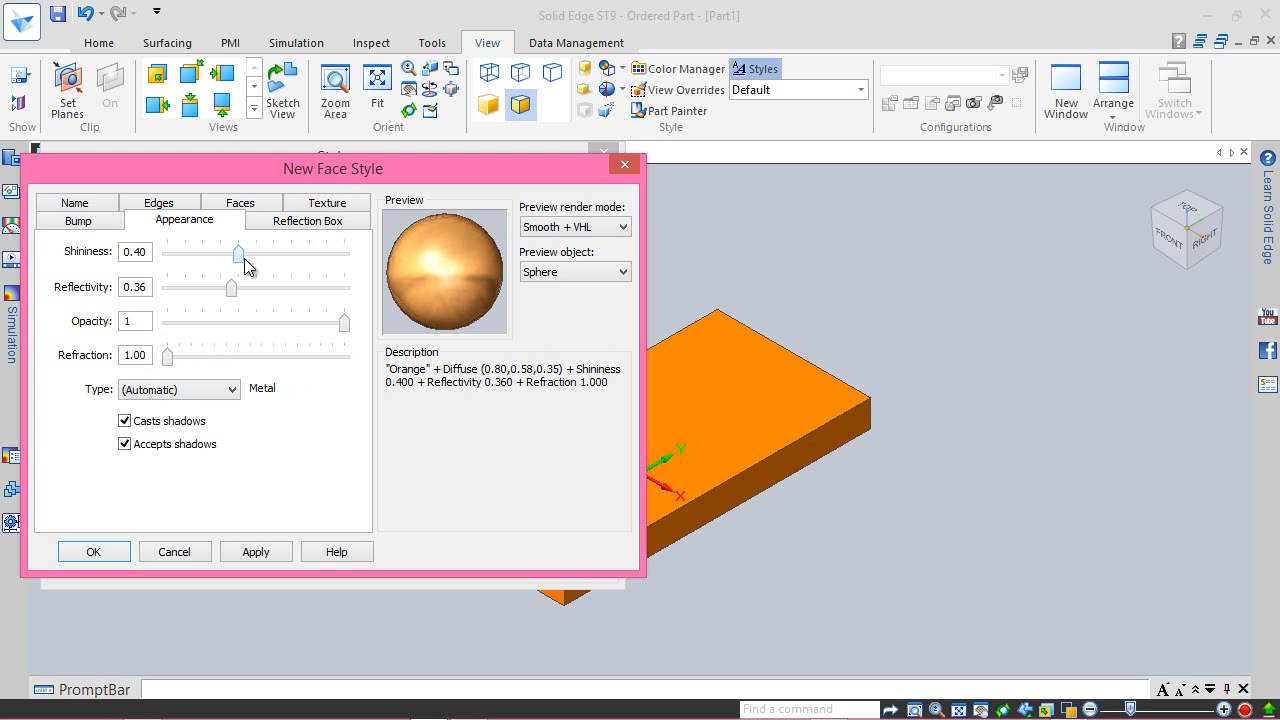 Solid Edge ST9 - Ordered Part - [Part1]
Home Surfacing PMI Simulation Inspect Tools View Data Management
Set Planes
On
Sketch View
Zoom Area
Fit
Color Manager
View Overrides
Part Painter
Styles
Default
New Window
Arrange
Switch Windows
Show Clip Views Orient Style Configurations Window
New Face Style
Name Edges Faces Texture
Bump Appearance Reflection Box
Shininess: 0.40
Reflectivity: 0.36
Opacity: 1
Refraction: 1.00
Type: (Automatic) Metal
Casts shadows
Accepts shadows
Preview
Preview render mode:
Smooth + VHL
Preview object:
Sphere
Description
"Orange" + Diffuse (0.80,0.58,0.35) + Shininess
0.400 + Reflectivity 0.360 + Refraction 1.000
OK Cancel Apply Help
TOP
FRONT
RIGHT
Y
X
Simulation
Learn Solid Edge
You Tube
PromptBar
Find a command